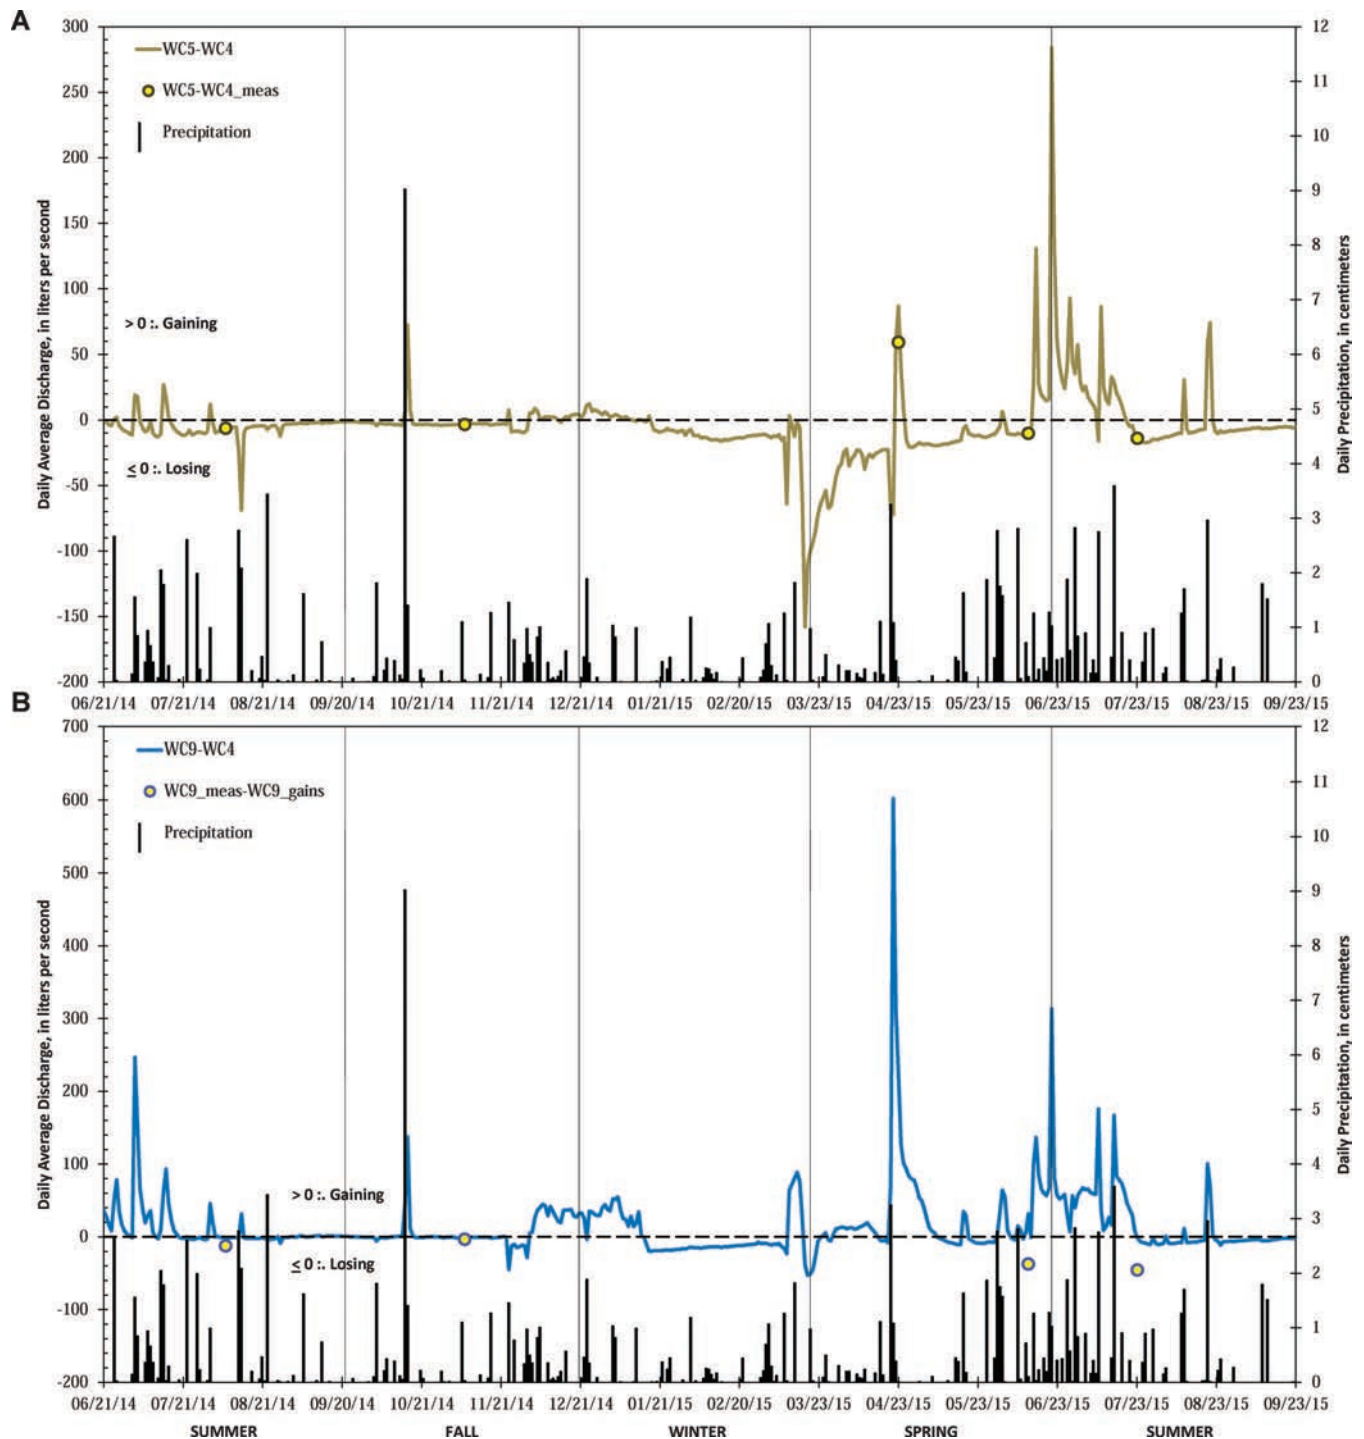 A
300
250
200
150
100
50
0
-50
-100
-150
-200
Daily Average Discharge, in liters per second
WC5-WC4
WC5-WC4_meas
Precipitation
> 0 :. Gaining
≤ 0 :. Losing
12
11
10
9
8
7
6
5
4
3
2
1
0
Daily Precipitation, in centimeters
06/21/14 07/21/14 08/21/14 09/20/14 10/21/14 11/21/14 12/21/14 01/21/15 02/20/15 03/23/15 04/23/15 05/23/15 06/23/15 07/23/15 08/23/15 09/23/15
B
700
600
500
400
300
200
100
0
-100
-200
Daily Average Discharge, in liters per second
WC9-WC4
WC9_meas-WC9_gains
Precipitation
> 0 :. Gaining
≤ 0 :. Losing
12
11
10
9
8
7
6
5
4
3
2
1
0
Daily Precipitation, in centimeters
06/21/14 07/21/14 08/21/14 09/20/14 10/21/14 11/21/14 12/21/14 01/21/15 02/20/15 03/23/15 04/23/15 05/23/15 06/23/15 07/23/15 08/23/15 09/23/15
SUMMER FALL WINTER SPRING SUMMER